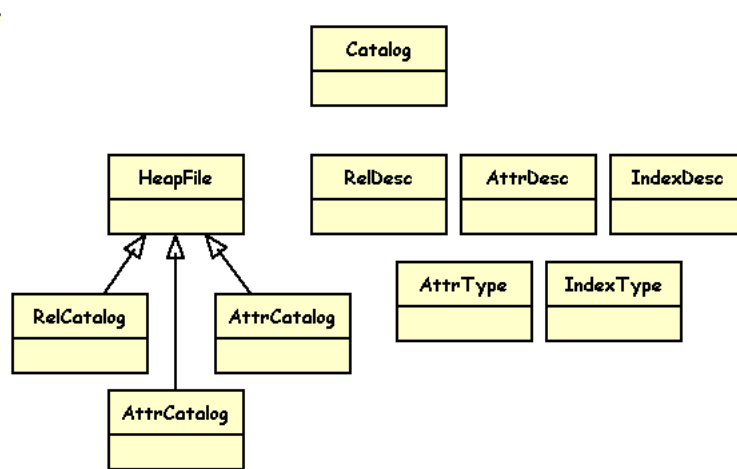 Catalog
HeapFile
RelDesc
AttrDesc
IndexDesc
AttrType
IndexType
RelCatalog
AttrCatalog
AttrCatalog